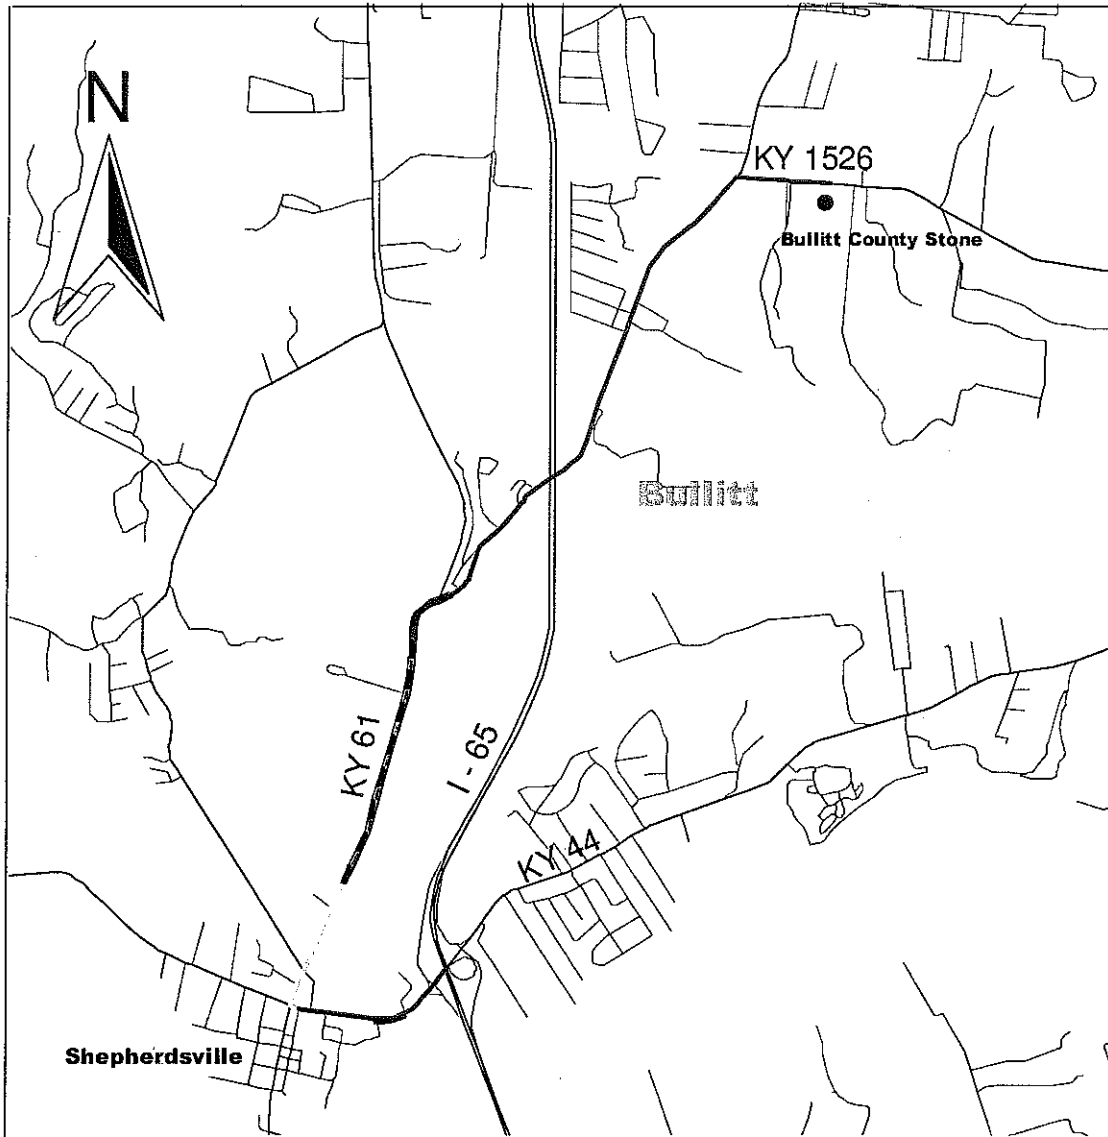 N
KY 1526
Bullitt County Stone
Bullitt
KY 61
I - 65
KY 44
Shepherdsville